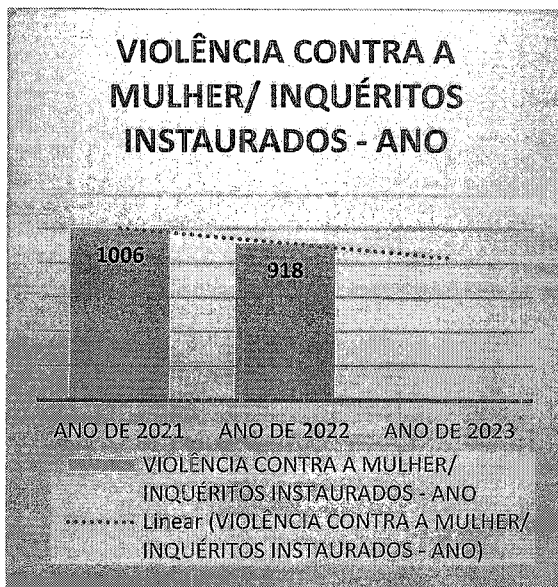 VIOLÊNCIA CONTRA A
MULHER/ INQUÉRITOS
INSTAURADOS - ANO
1006
918
ANO DE 2021 ANO DE 2022 ANO DE 2023
VIOLÊNCIA CONTRA A MULHER/
INQUÉRITOS INSTAURADOS - ANO
Linear (VIOLÊNCIA CONTRA A MULHER/
INQUÉRITOS INSTAURADOS - ANO)